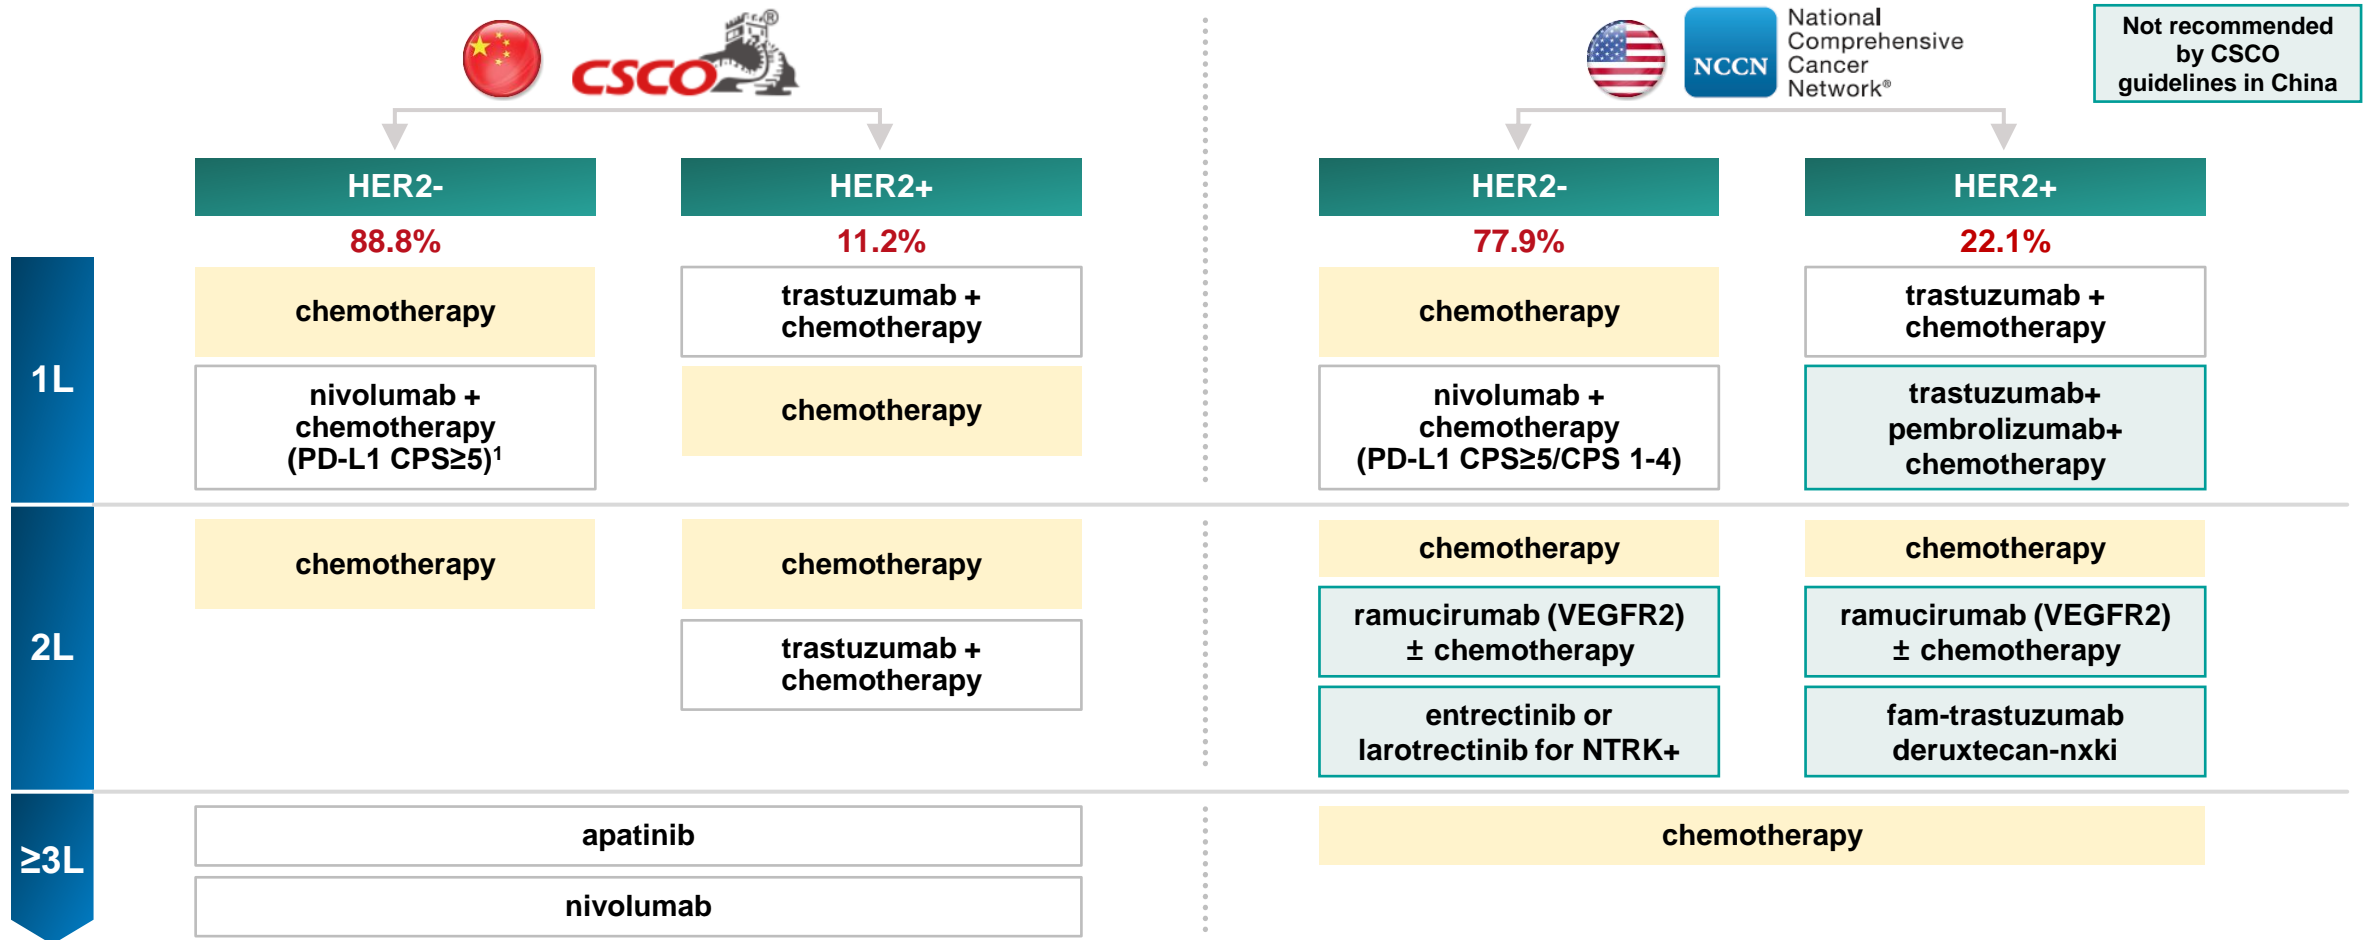 CSCO®
NCCN
National
Comprehensive
Cancer
Network®
Not recommended
by CSCO
guidelines in China
HER2-
HER2+
HER2-
HER2+
88.8%
11.2%
77.9%
22.1%
1L
chemotherapy
trastuzumab +
chemotherapy
chemotherapy
trastuzumab +
chemotherapy
nivolumab +
chemotherapy
(PD-L1 CPS≥5)¹
chemotherapy
nivolumab +
chemotherapy
(PD-L1 CPS≥5/CPS 1-4)
trastuzumab+
pembrolizumab+
chemotherapy
2L
chemotherapy
chemotherapy
chemotherapy
chemotherapy
trastuzumab +
chemotherapy
ramucirumab (VEGFR2)
± chemotherapy
ramucirumab (VEGFR2)
± chemotherapy
entrectinib or
larotrectinib for NTRK+
fam-trastuzumab
deruxtecan-nxki
≥3L
apatinib
chemotherapy
nivolumab